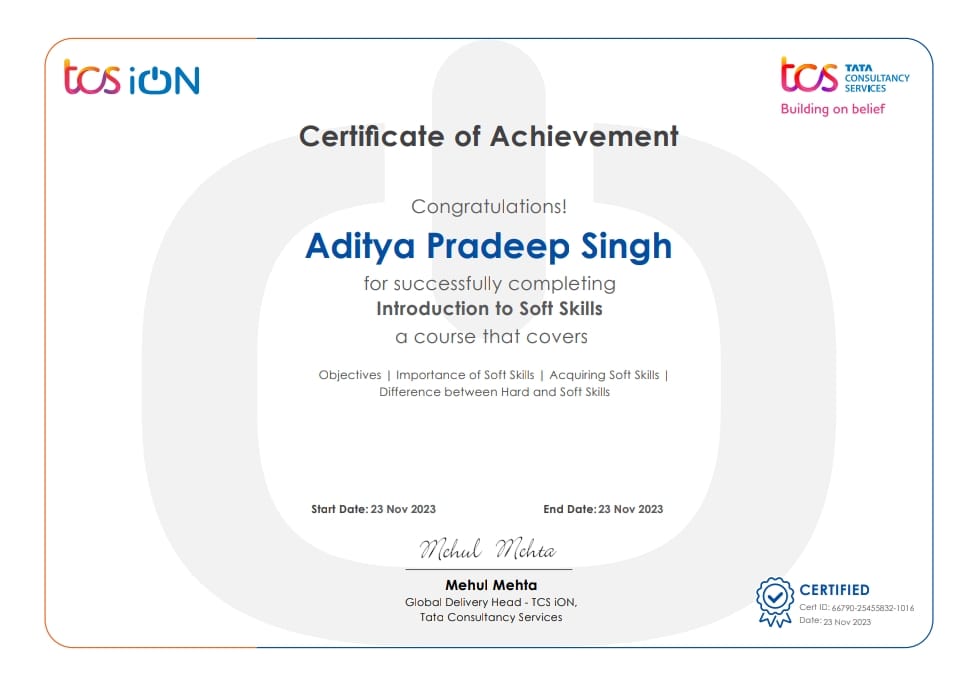 tcs iON
tcs TATA
CONSULTANCY
SERVICES
Building on belief
Certificate of Achievement
Congratulations!
Aditya Pradeep Singh
for successfully completing
Introduction to Soft Skills
a course that covers
Objectives | Importance of Soft Skills | Acquiring Soft Skills |
Difference between Hard and Soft Skills
Start Date: 23 Nov 2023 End Date: 23 Nov 2023
Mehul Mehta
Mehul Mehta
Global Delivery Head - TCS iON,
Tata Consultancy Services
CERTIFIED
Cert ID: 66790-25455832-1016
Date: 23 Nov 2023